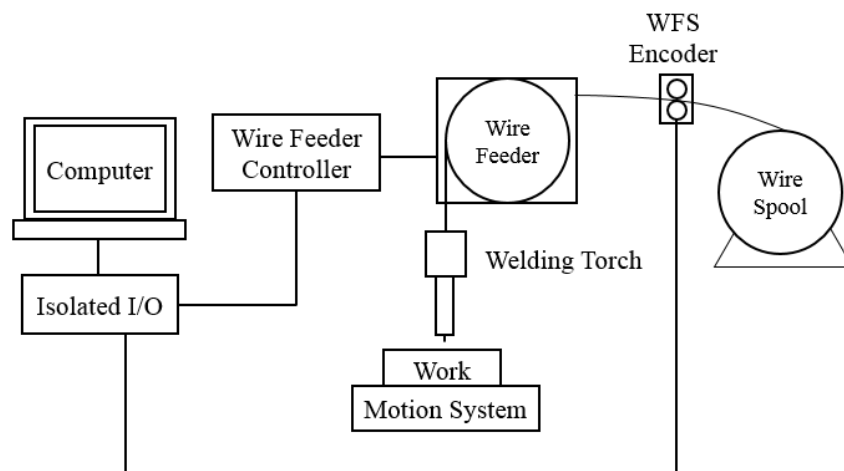 WFS
Encoder
Computer
Wire Feeder
Controller
Wire
Feeder
Wire
Spool
Welding Torch
Isolated I/O
Work
Motion System